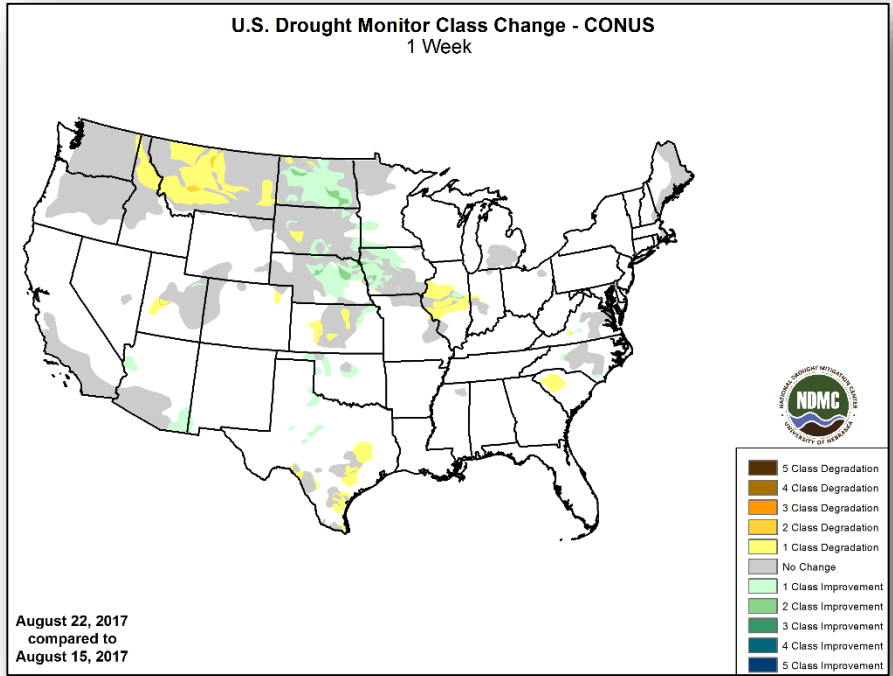 U.S. Drought Monitor Class Change - CONUS
1 Week
NATIONAL DROUGHT MITIGATION CENTER
NDMC
UNIVERSITY OF NEBRASKA
5 Class Degradation
4 Class Degradation
3 Class Degradation
2 Class Degradation
1 Class Degradation
No Change
1 Class Improvement
2 Class Improvement
3 Class Improvement
4 Class Improvement
5 Class Improvement
August 22, 2017
compared to
August 15, 2017